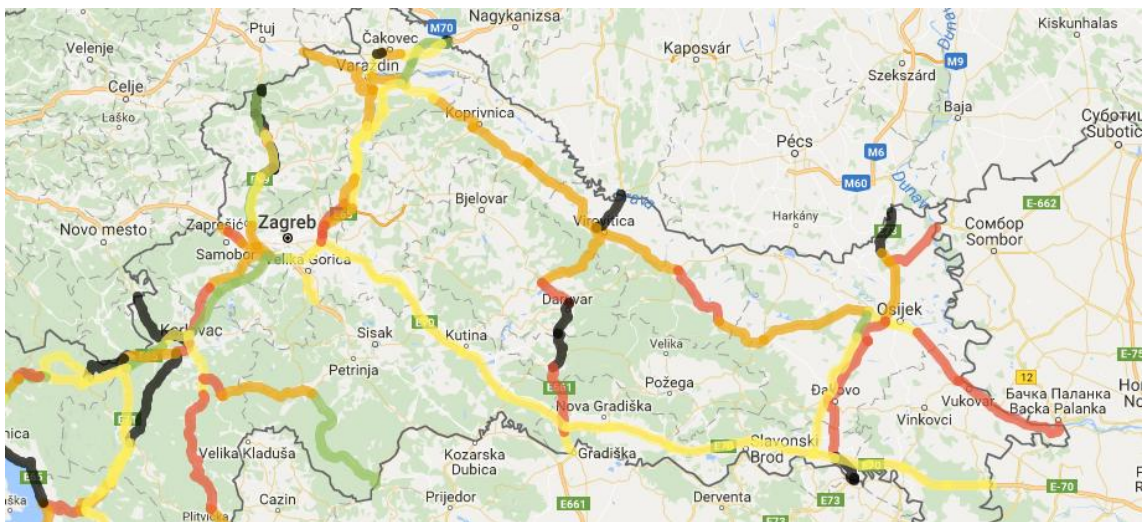 Ptuj
Nagykanizsa
M70
Kiskunhalas
Velenje
Čakovec
Kaposvár
Varaždin
Szekszárd
M9
Celje
Laško
Koprivnica
Baja
Суботиц
Subotic
Pécs
M6
M60
Dunav
Bjelovar
E-662
Novo mesto
Zaprešić
Zagreb
Virovitica
Harkány
Сомбор
Sombor
Samobor
Velika Gorica
Daruvar
Osijek
Karlovac
Sisak
Kutina
Velika
E-75
Petrinja
Požega
Đakovo
12
Бачка Паланка
Backa Palanka
E661
Nova Gradiška
Vukovar
Vinkovci
Velika Kladuša
Kozarska
Dubica
Gradiška
Slavonski
Brod
E-70
Cazin
Prijedor
E661
Derventa
E73
Plitvička